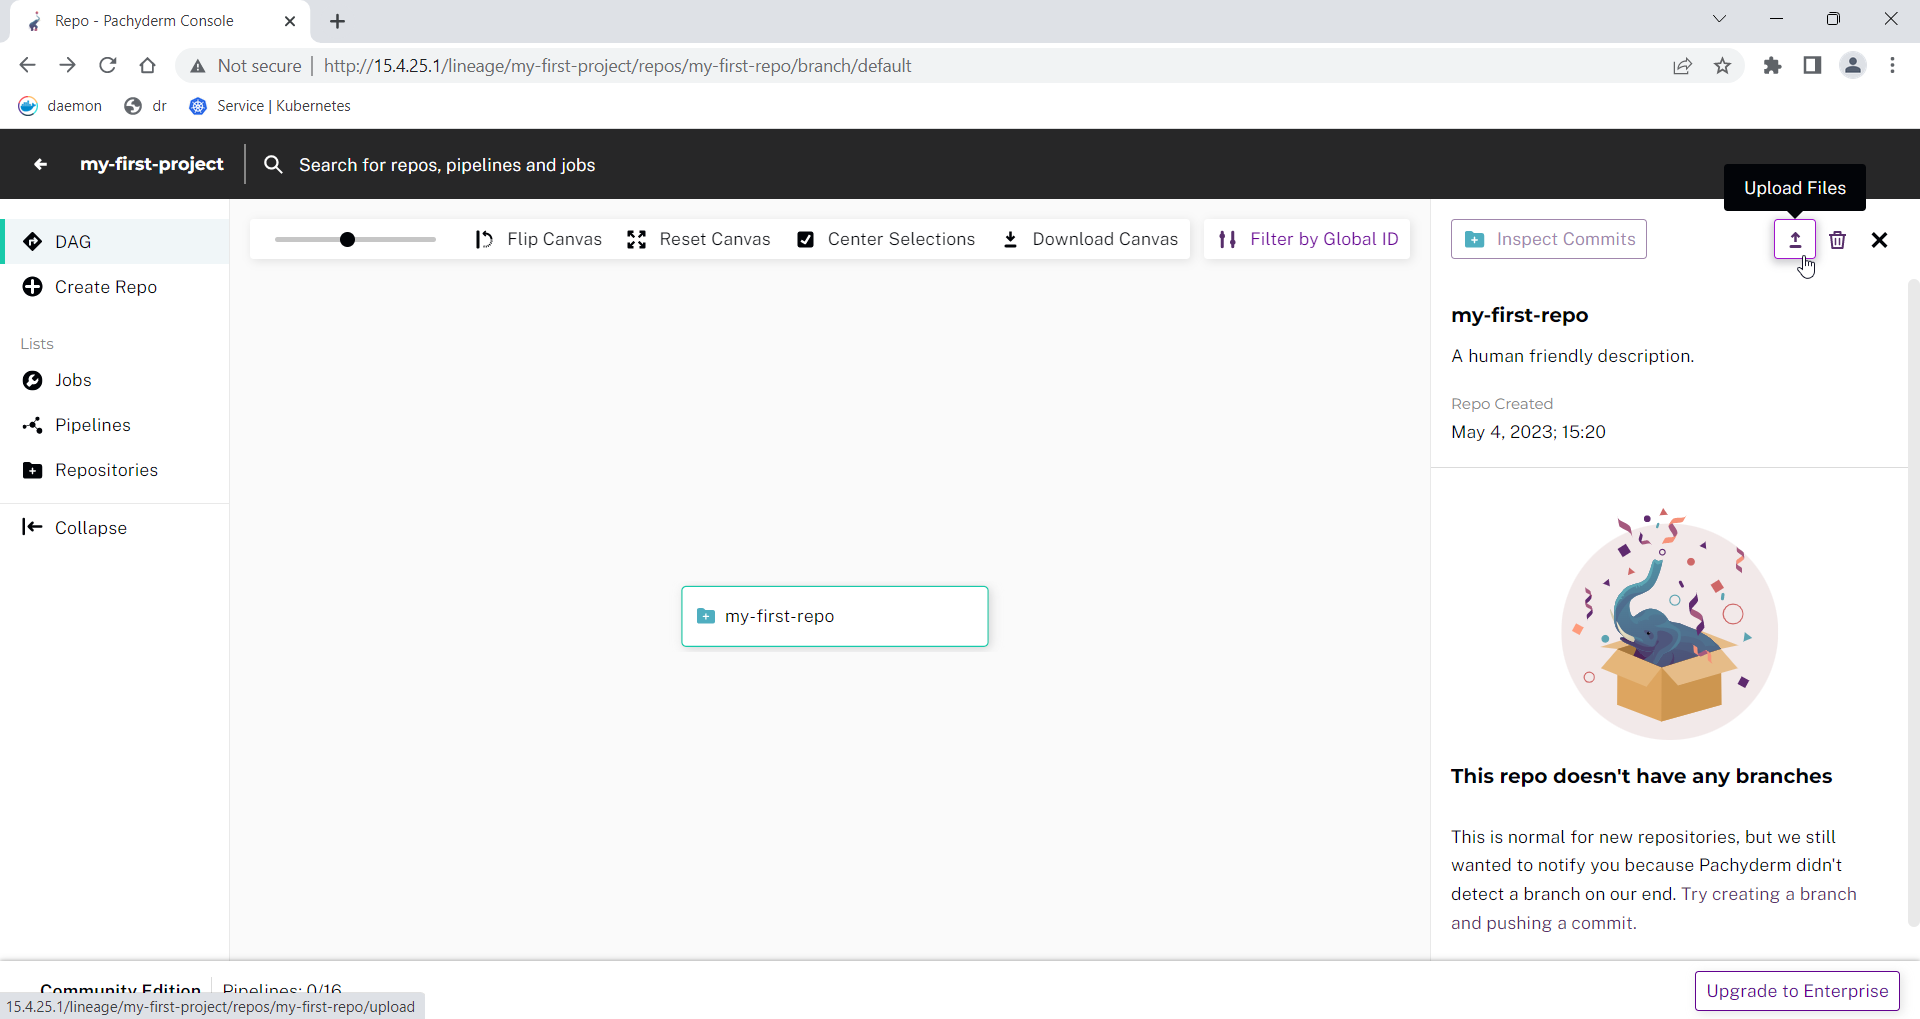 Repo - Pachyderm Console
Not secure | http://15.4.25.1/lineage/my-first-project/repos/my-first-repo/branch/default
daemon dr Service | Kubernetes
my-first-project Search for repos, pipelines and jobs
Upload Files
DAG
Create Repo
Lists
Jobs
Pipelines
Repositories
Collapse
Flip Canvas Reset Canvas Center Selections Download Canvas Filter by Global ID
my-first-repo
Inspect Commits
my-first-repo
A human friendly description.
Repo Created
May 4, 2023; 15:20
This repo doesn't have any branches
This is normal for new repositories, but we still
wanted to notify you because Pachyderm didn't
detect a branch on our end. Try creating a branch
and pushing a commit.
Community Edition Pipelines: 0/16
15.4.25.1/lineage/my-first-project/repos/my-first-repo/upload
Upgrade to Enterprise